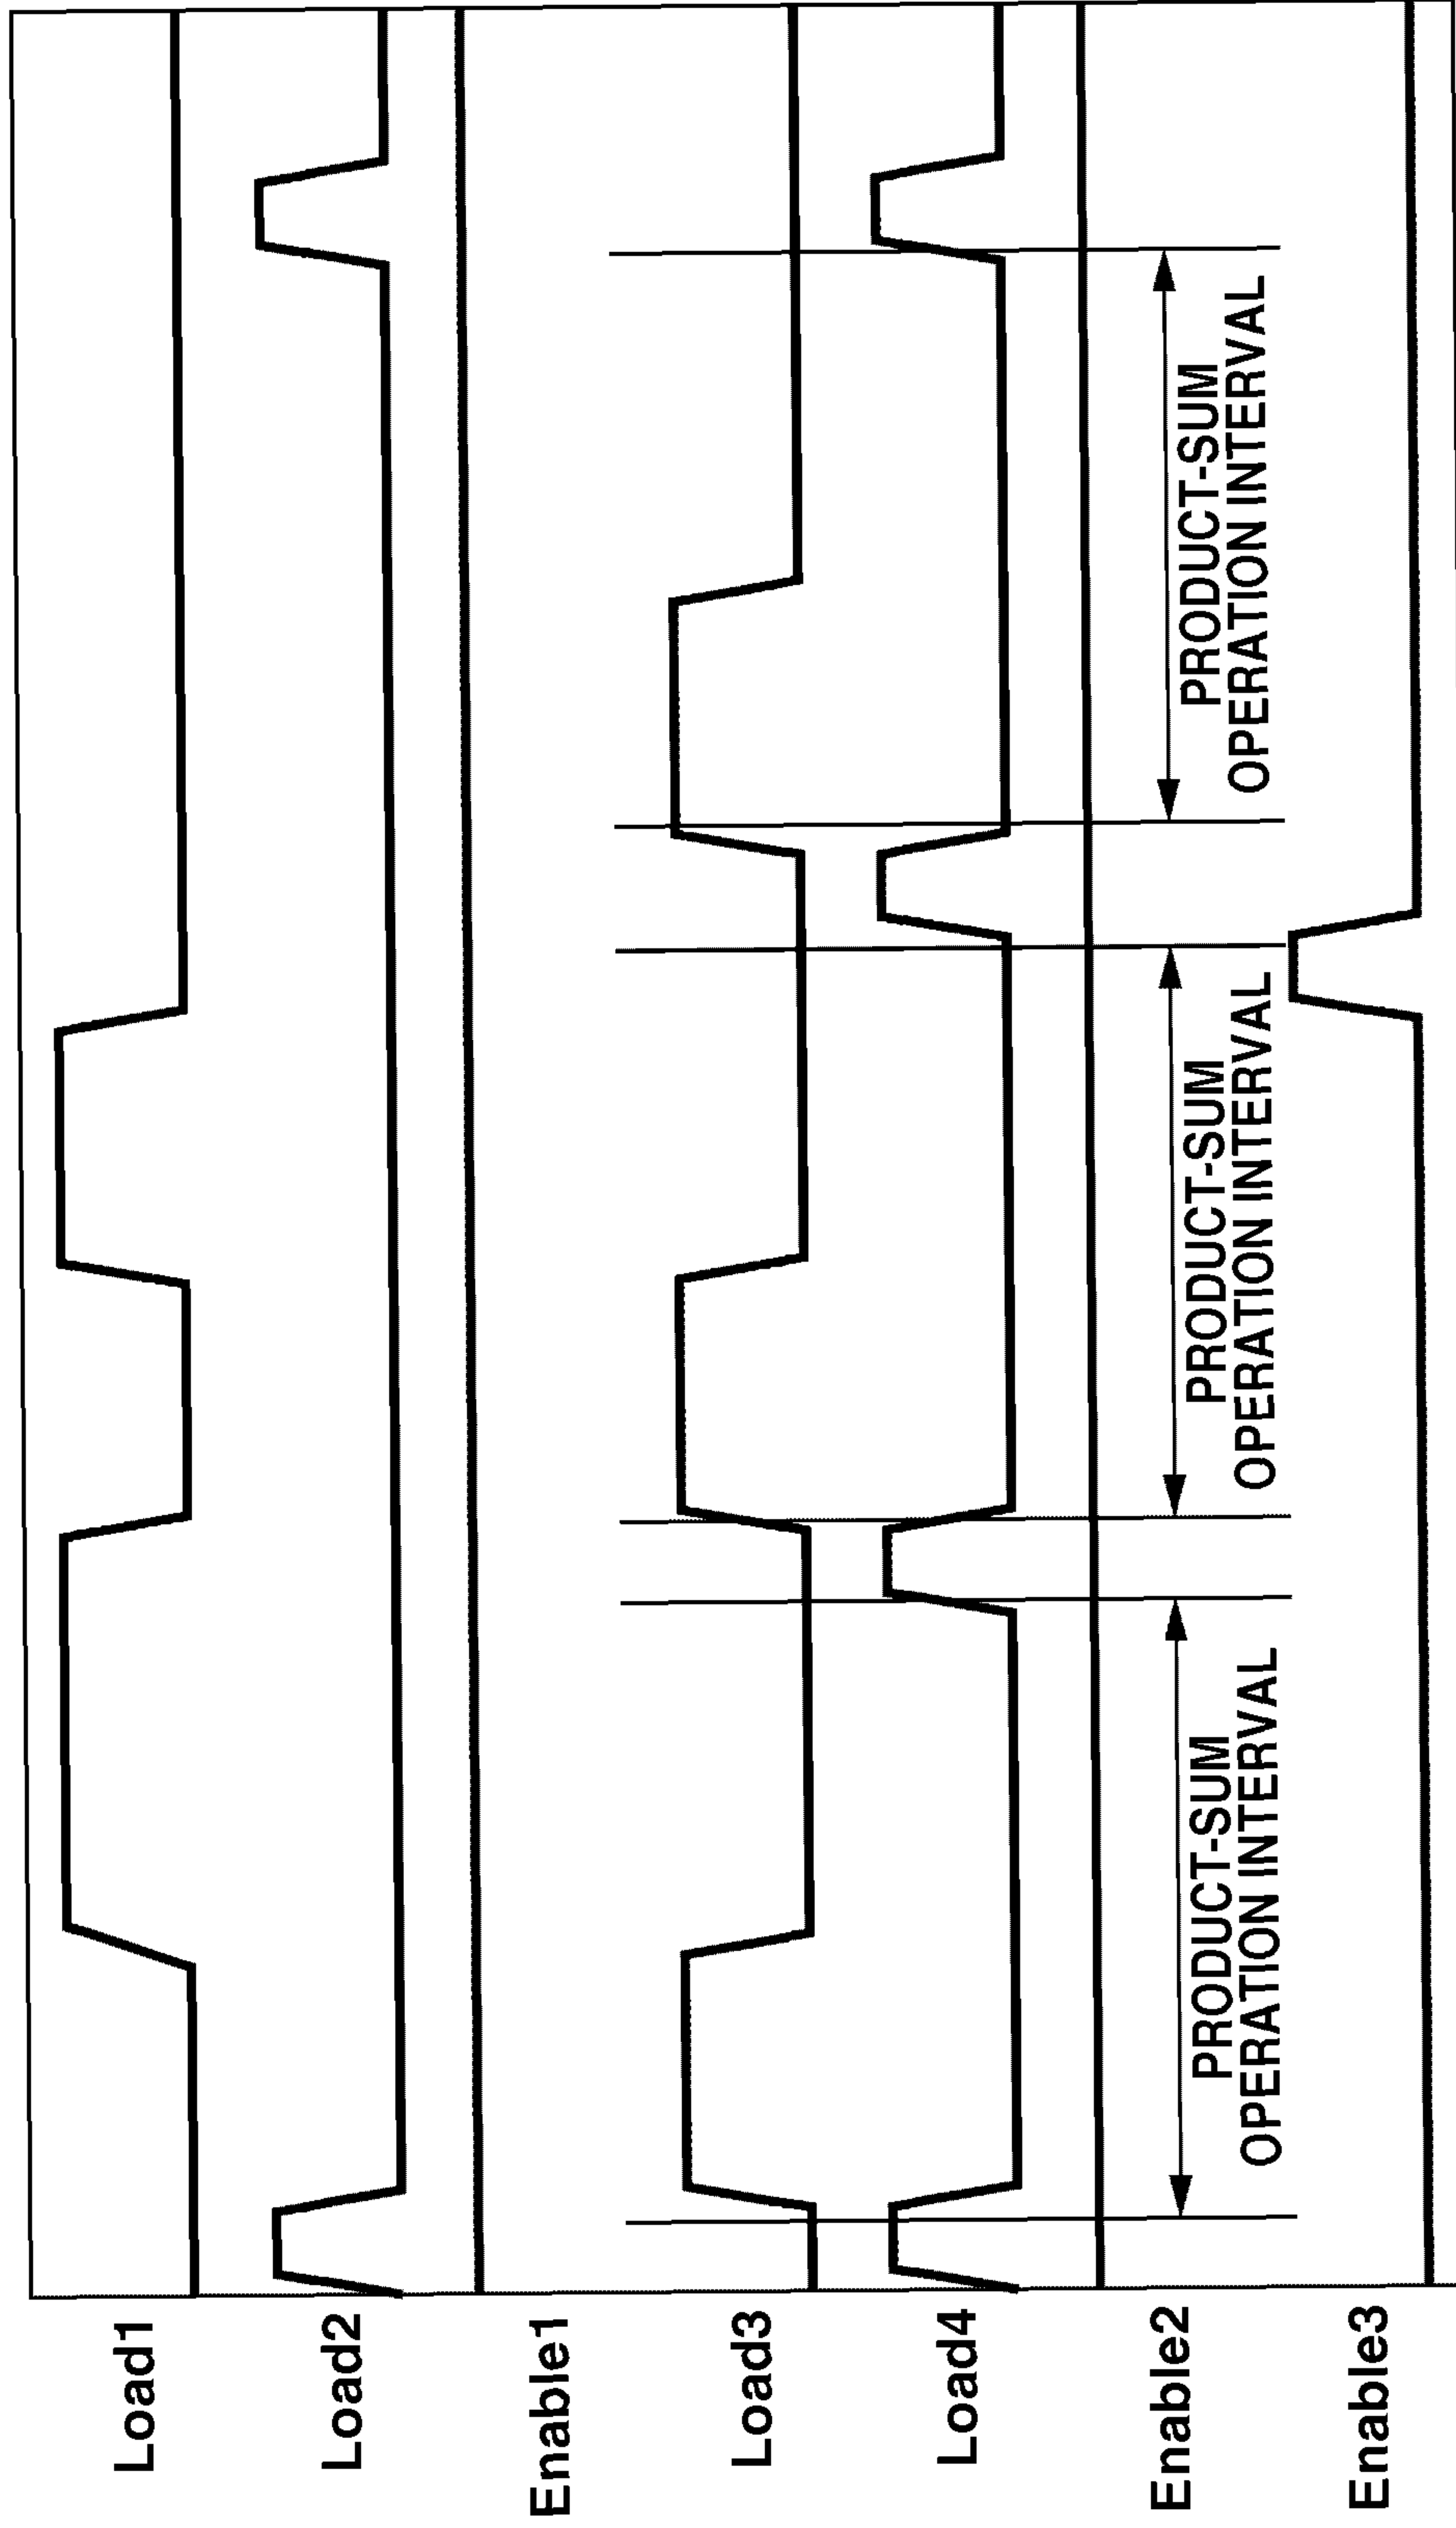 Load1
Load2
Enable1
Load3
Load4
Enable2
PRODUCT-SUM
OPERATION INTERVAL
PRODUCT-SUM
OPERATION INTERVAL
PRODUCT-SUM
OPERATION INTERVAL
Enable3